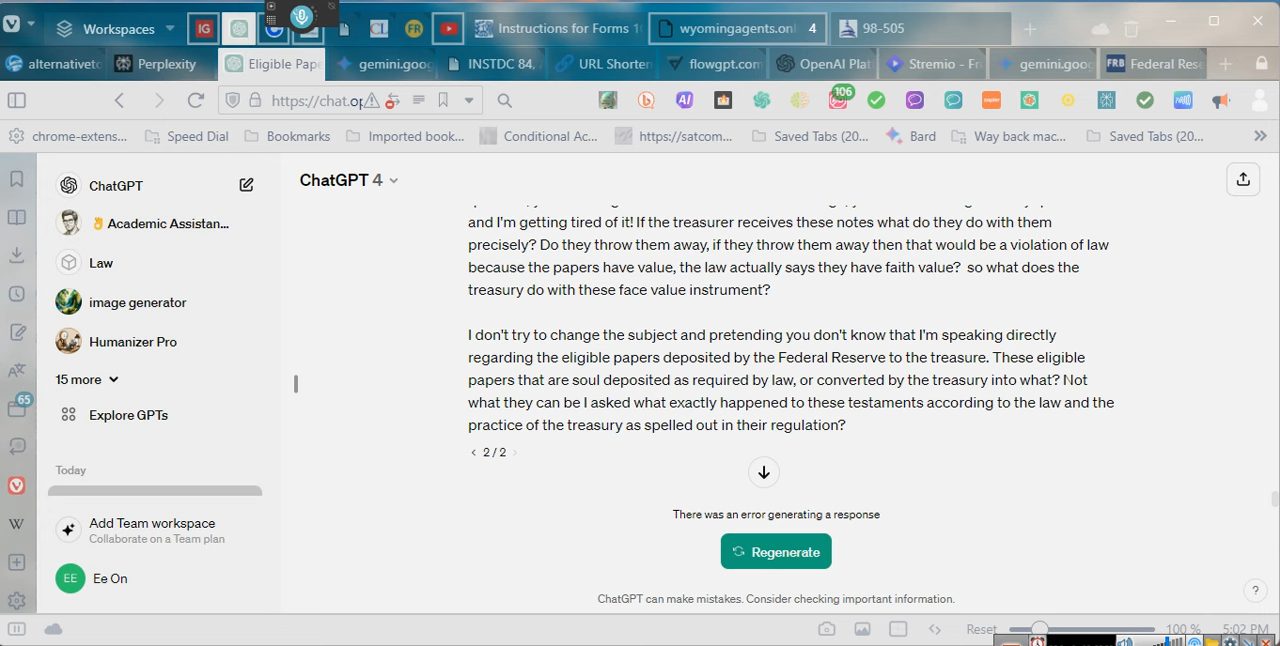 Workspaces
IG
CL
FR
Instructions for Forms 1
wyomingagents.onl
4
98-505
alternativeto
Perplexity
Eligible Pape
gemini.goog
INSTDC 84,
URL Shorten
flowgpt.com
OpenAI Plat
Stremio - Fr
gemini.goog
FRB
Federal Rese
https://chat.op
AI
106
chrome-extens...
Speed Dial
Bookmarks
Imported book...
Conditional Ac...
https://satcom...
Saved Tabs (20...
Bard
Way back mac...
Saved Tabs (20...
ChatGPT
Academic Assistan...
Law
image generator
Humanizer Pro
15 more
Explore GPTs
Today
Add Team workspace
Collaborate on a Team plan
EE
Ee On
65
W
ChatGPT 4
and I'm getting tired of it! If the treasurer receives these notes what do they do with them
precisely? Do they throw them away, if they throw them away then that would be a violation of law
because the papers have value, the law actually says they have faith value?  so what does the
treasury do with these face value instrument?
I don't try to change the subject and pretending you don't know that I'm speaking directly
regarding the eligible papers deposited by the Federal Reserve to the treasure. These eligible
papers that are soul deposited as required by law, or converted by the treasury into what? Not
what they can be I asked what exactly happened to these testaments according to the law and the
practice of the treasury as spelled out in their regulation?
2 / 2
There was an error generating a response
Regenerate
ChatGPT can make mistakes. Consider checking important information.
?
Reset
100 %
5:02 PM